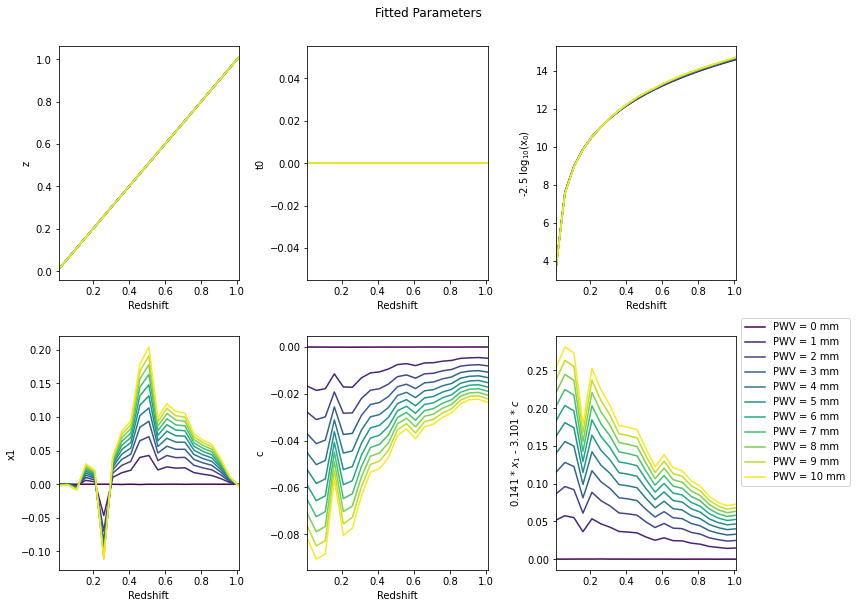 Fitted Parameters
1.0
0.8
0.6
0.4
0.2
0.0
z
0.2 0.4 0.6 0.8 1.0
Redshift
0.04
0.02
0.00
−0.02
−0.04
t0
0.2 0.4 0.6 0.8 1.0
Redshift
14
12
10
8
6
4
-2.5 log₁₀(x₀)
0.2 0.4 0.6 0.8 1.0
Redshift
0.20
0.15
0.10
0.05
0.00
−0.05
−0.10
x1
0.2 0.4 0.6 0.8 1.0
Redshift
0.00
−0.02
−0.04
−0.06
−0.08
c
0.2 0.4 0.6 0.8 1.0
Redshift
0.25
0.20
0.15
0.10
0.05
0.00
0.141 * x₁ - 3.101 * c
0.2 0.4 0.6 0.8 1.0
Redshift
PWV = 0 mm
PWV = 1 mm
PWV = 2 mm
PWV = 3 mm
PWV = 4 mm
PWV = 5 mm
PWV = 6 mm
PWV = 7 mm
PWV = 8 mm
PWV = 9 mm
PWV = 10 mm